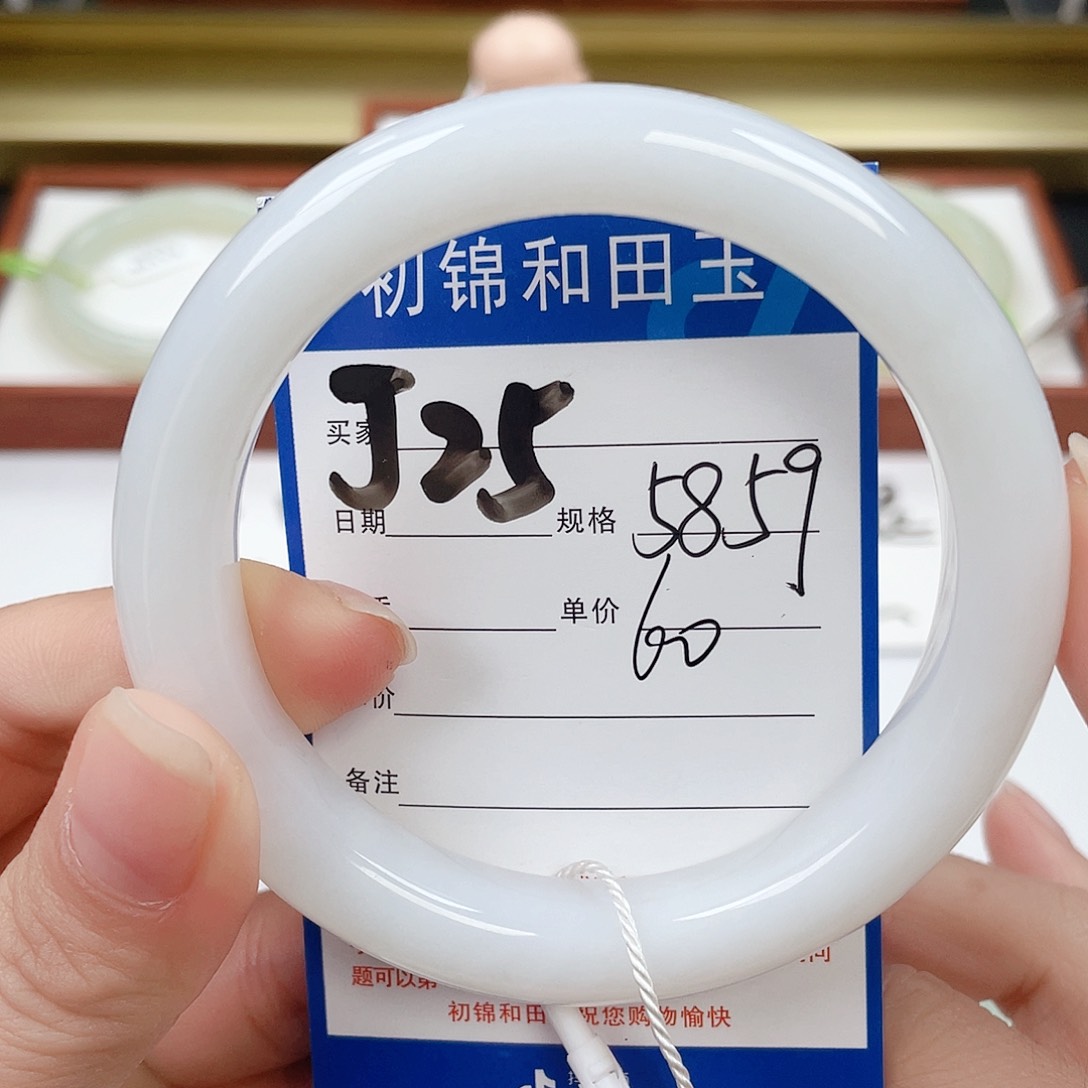 初锦和田玉
买家 J25
日期 规格 58 59
单价 60
价
备注
题可以第
初锦和田 祝您购物愉快